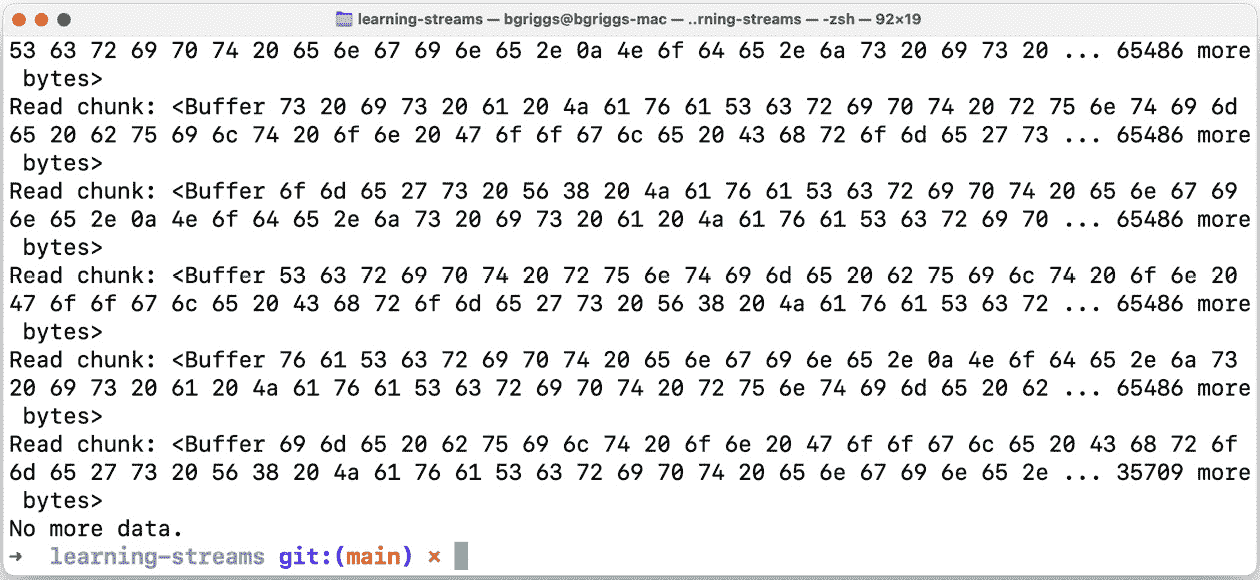 learning-streams — bgriggs@bgriggs-mac — ..rning-streams — -zsh — 92×19
53 63 72 69 70 74 20 65 6e 67 69 6e 65 2e 0a 4e 6f 64 65 2e 6a 73 20 69 73 20 ... 65486 more
bytes>
Read chunk: <Buffer 73 20 69 73 20 61 20 4a 61 76 61 53 63 72 69 70 74 20 72 75 6e 74 69 6d
65 20 62 75 69 6c 74 20 6f 6e 20 47 6f 6f 67 6c 65 20 43 68 72 6f 6d 65 27 73 ... 65486 more
bytes>
Read chunk: <Buffer 6f 6d 65 27 73 20 56 38 20 4a 61 76 61 53 63 72 69 70 74 20 65 6e 67 69
6e 65 2e 0a 4e 6f 64 65 2e 6a 73 20 69 73 20 61 20 4a 61 76 61 53 63 72 69 70 ... 65486 more
bytes>
Read chunk: <Buffer 53 63 72 69 70 74 20 72 75 6e 74 69 6d 65 20 62 75 69 6c 74 20 6f 6e 20
47 6f 6f 67 6c 65 20 43 68 72 6f 6d 65 27 73 20 56 38 20 4a 61 76 61 53 63 72 ... 65486 more
bytes>
Read chunk: <Buffer 76 61 53 63 72 69 70 74 20 65 6e 67 69 6e 65 2e 0a 4e 6f 64 65 2e 6a 73
20 69 73 20 61 20 4a 61 76 61 53 63 72 69 70 74 20 72 75 6e 74 69 6d 65 20 62 ... 65486 more
bytes>
Read chunk: <Buffer 69 6d 65 20 62 75 69 6c 74 20 6f 6e 20 47 6f 6f 67 6c 65 20 43 68 72 6f
6d 65 27 73 20 56 38 20 4a 61 76 61 53 63 72 69 70 74 20 65 6e 67 69 6e 65 2e ... 35709 more
bytes>
No more data.
➜ learning-streams git:(main) ×